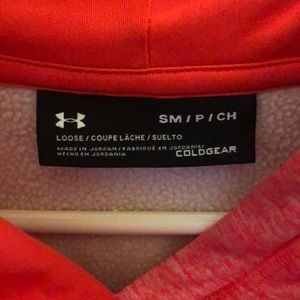 SM / P / CH
LOOSE / COUPE LÂCHE / SUELTO
MADE IN JORDAN / FABRIQUÉ EN JORDANIE /
HECHO EN JORDANIA
COLDGEAR